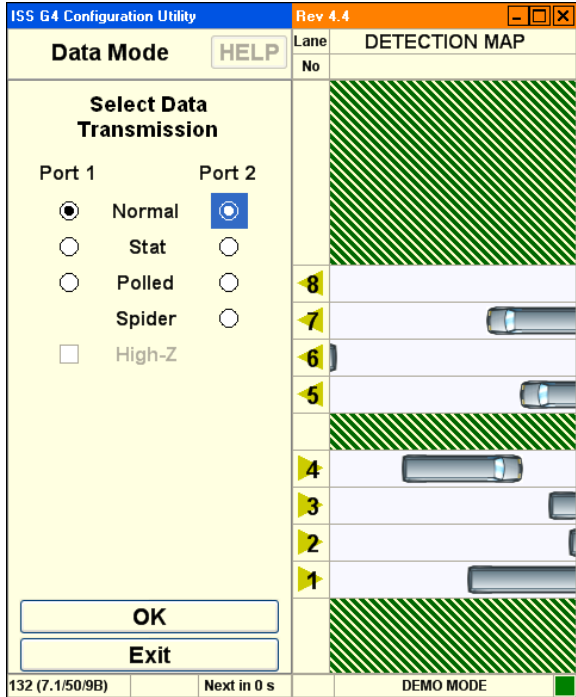 ISS G4 Configuration Utility
Rev 4.4
Data Mode
HELP
Lane
No
DETECTION MAP
Select Data
Transmission
Port 1
Port 2
Normal
Stat
Polled
Spider
High-Z
8
7
6
5
4
3
2
1
OK
Exit
132 (7.1/50/9B)
Next in 0 s
DEMO MODE